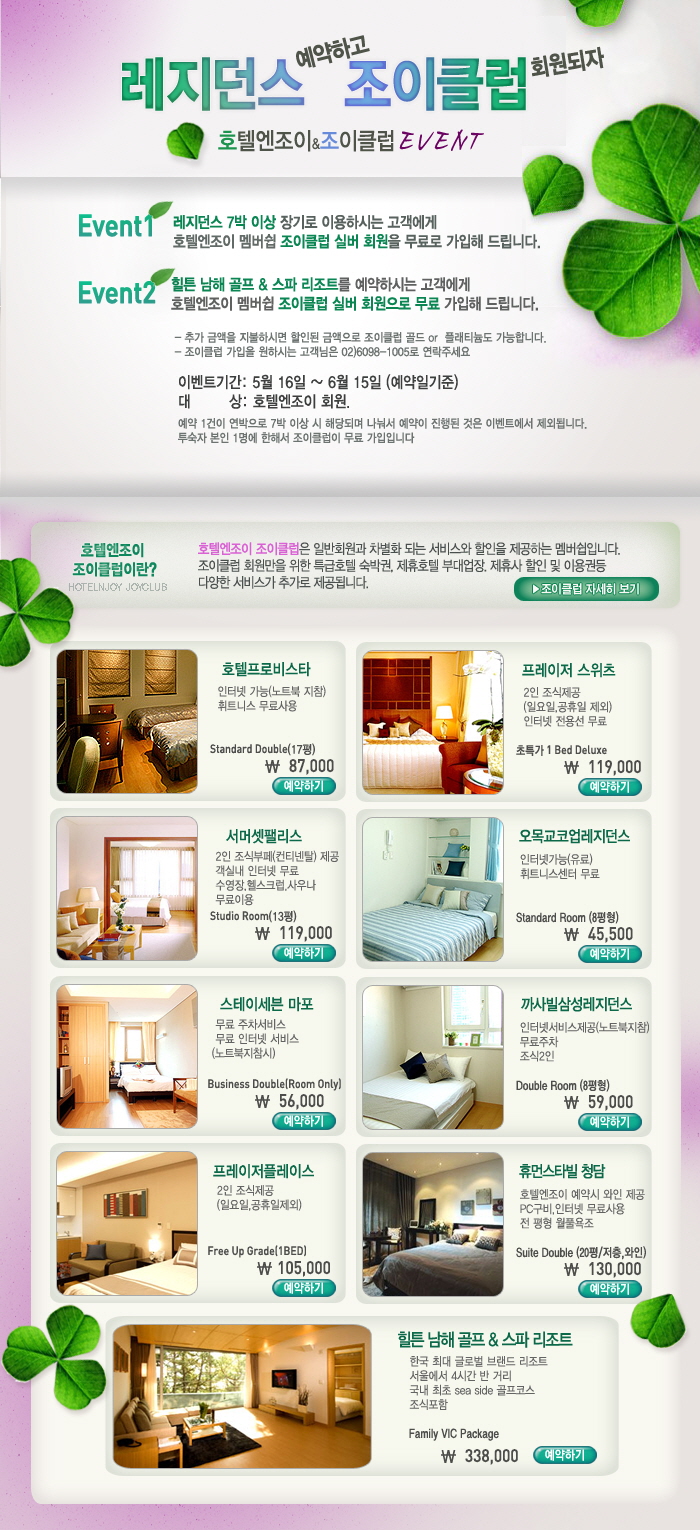 레지던스 예약하고 조이클럽 회원되자
호텔엔조이&조이클럽 EVENT
Event1
레지던스 7박 이상 장기로 이용하시는 고객에게
호텔엔조이 멤버쉽 조이클럽 실버 회원을 무료로 가입해 드립니다.
Event2
힐튼 남해 골프 & 스파 리조트를 예약하시는 고객에게
호텔엔조이 멤버쉽 조이클럽 실버 회원으로 무료 가입해 드립니다.
- 추가 금액을 지불하시면 할인된 금액으로 조이클럽 골드 or 플래티늄도 가능합니다.
- 조이클럽 가입을 원하시는 고객님은 02)6098-1005로 연락주세요
이벤트기간: 5월 16일 ~ 6월 15일 (예약일기준)
대 상: 호텔엔조이 회원.
예약 1건이 연박으로 7박 이상 시 해당되며 나눠서 예약이 진행된 것은 이벤트에서 제외됩니다.
투숙자 본인 1명에 한해서 조이클럽이 무료 가입입니다
호텔엔조이
조이클럽이란?
HOTELNJOY JOYCLUB
호텔엔조이 조이클럽은 일반회원과 차별화 되는 서비스와 할인을 제공하는 멤버쉽입니다.
조이클럽 회원만을 위한 특급호텔 숙박권, 제휴호텔 부대업장, 제휴사 할인 및 이용권등
다양한 서비스가 추가로 제공됩니다.
▶조이클럽 자세히 보기
호텔프로비스타
인터넷 가능(노트북 지참)
휘트니스 무료사용
Standard Double(17평)
₩ 87,000
예약하기
프레이저 스위츠
2인 조식제공
(일요일,공휴일 제외)
인터넷 전용선 무료
초특가 1 Bed Deluxe
₩ 119,000
예약하기
서머셋팰리스
2인 조식부페(컨티넨탈) 제공
객실내 인터넷 무료
수영장,헬스크럽,사우나
무료이용
Studio Room(13평)
₩ 119,000
예약하기
오목교코업레지던스
인터넷가능(유료)
휘트니스센터 무료
Standard Room (8평형)
₩ 45,500
예약하기
스테이세븐 마포
무료 주차서비스
무료 인터넷 서비스
(노트북지참시)
Business Double(Room Only)
₩ 56,000
예약하기
까사빌삼성레지던스
인터넷서비스제공(노트북지참)
무료주차
조식2인
Double Room (8평형)
₩ 59,000
예약하기
프레이저플레이스
2인 조식제공
(일요일,공휴일제외)
Free Up Grade(1BED)
₩ 105,000
예약하기
휴먼스타빌 청담
호텔엔조이 예약시 와인 제공
PC구비,인터넷 무료사용
전 평형 월풀욕조
Suite Double (20평/저층,와인)
₩ 130,000
예약하기
힐튼 남해 골프 & 스파 리조트
한국 최대 글로벌 브랜드 리조트
서울에서 4시간 반 거리
국내 최초 sea side 골프코스
조식포함
Family VIC Package
₩ 338,000
예약하기